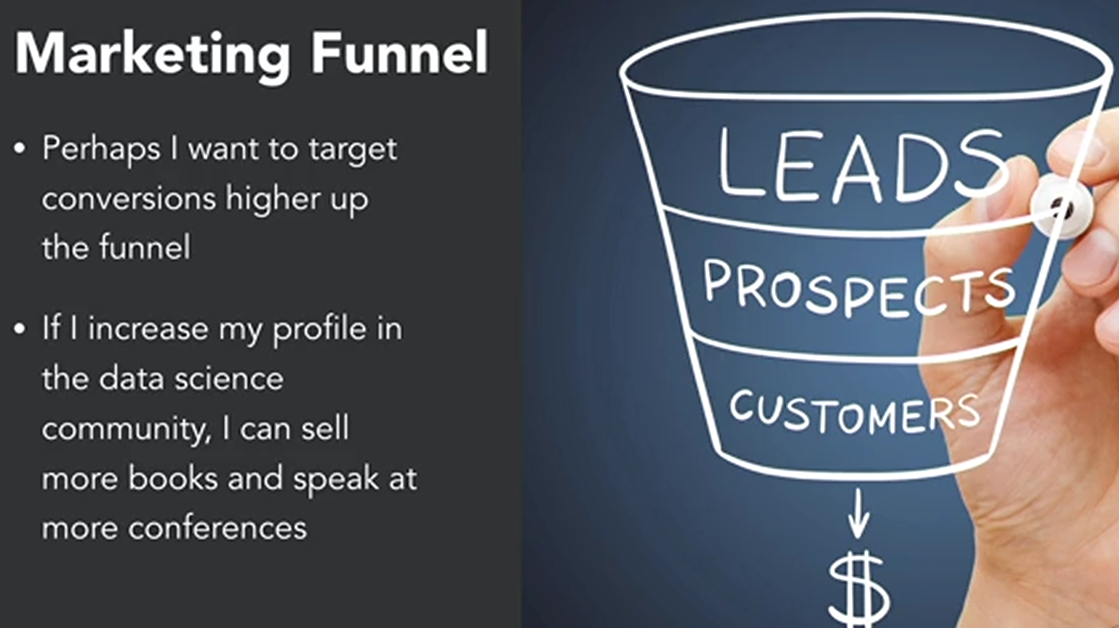 Marketing Funnel
• Perhaps I want to target
conversions higher up
the funnel
• If I increase my profile in
the data science
community, I can sell
more books and speak at
more conferences
LEADS
PROSPECTS
CUSTOMERS
$